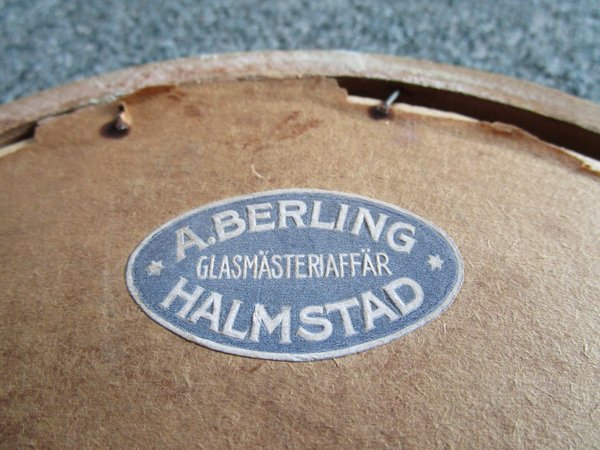 A. BERLING
GLASMÄSTERIAFFÄR
HALMSTAD